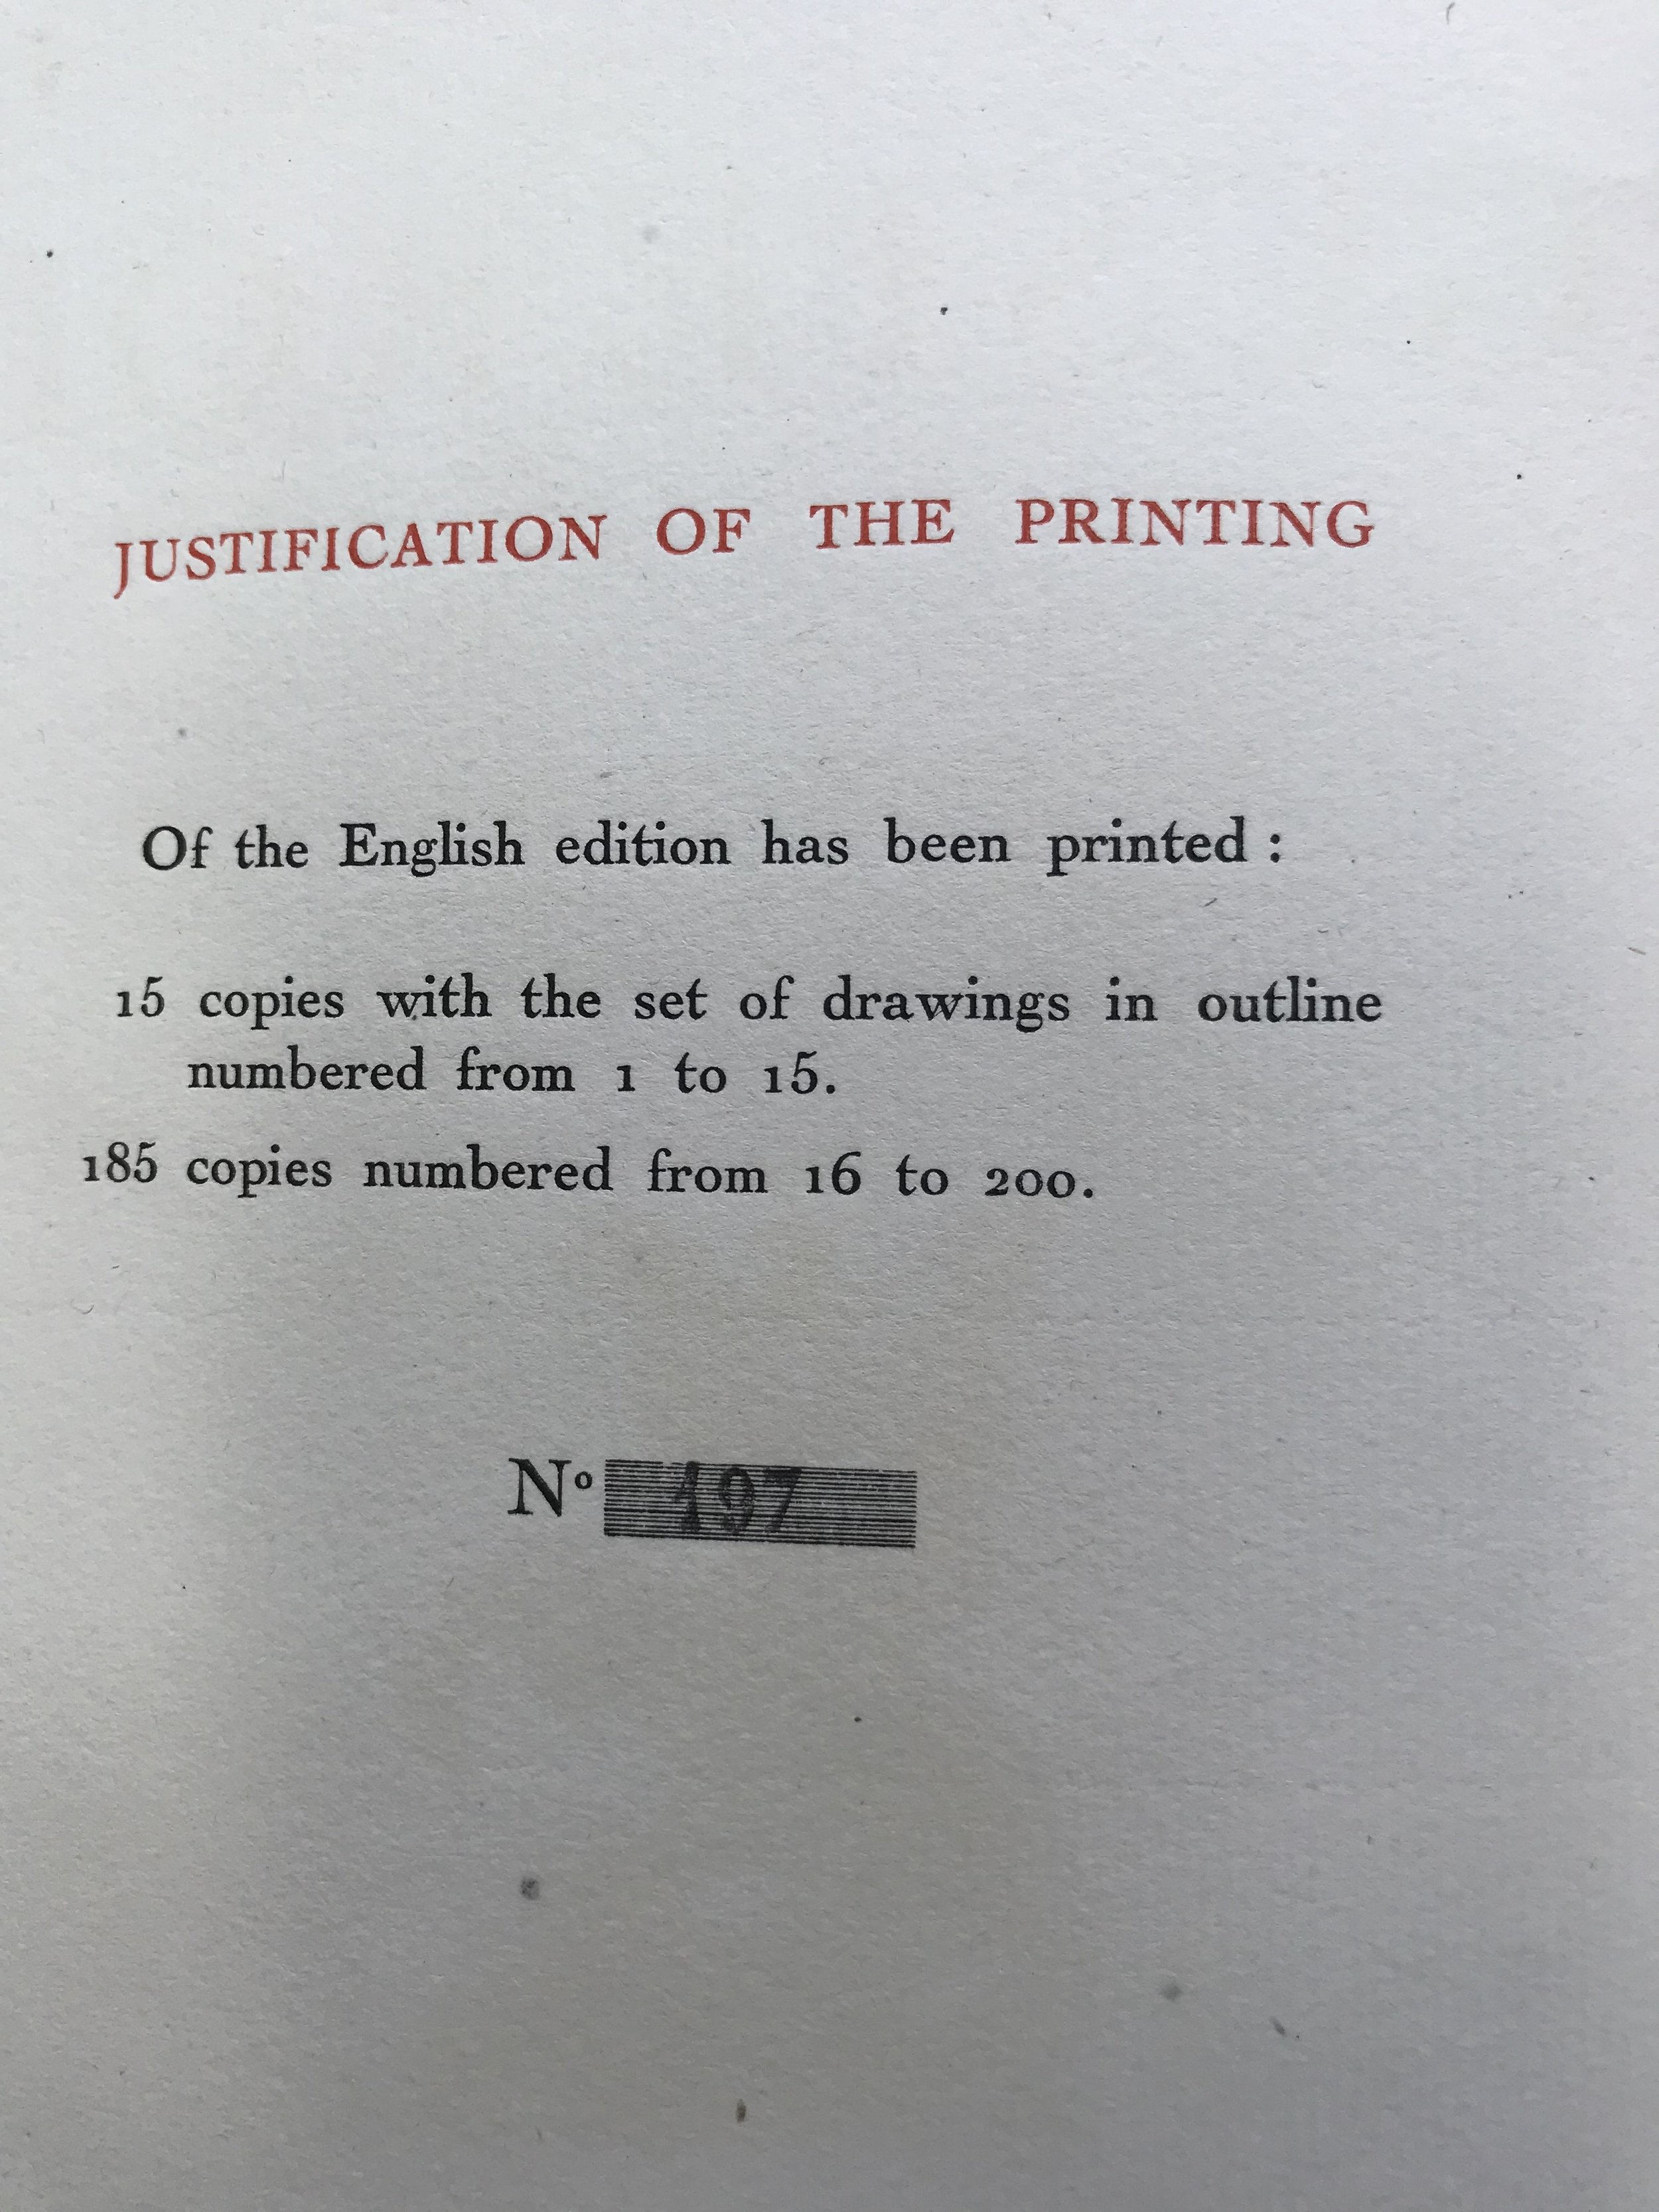 JUSTIFICATION OF THE PRINTING
Of the English edition has been printed :
15 copies with the set of drawings in outline
numbered from 1 to 15.
185 copies numbered from 16 to 200.
Nº 197